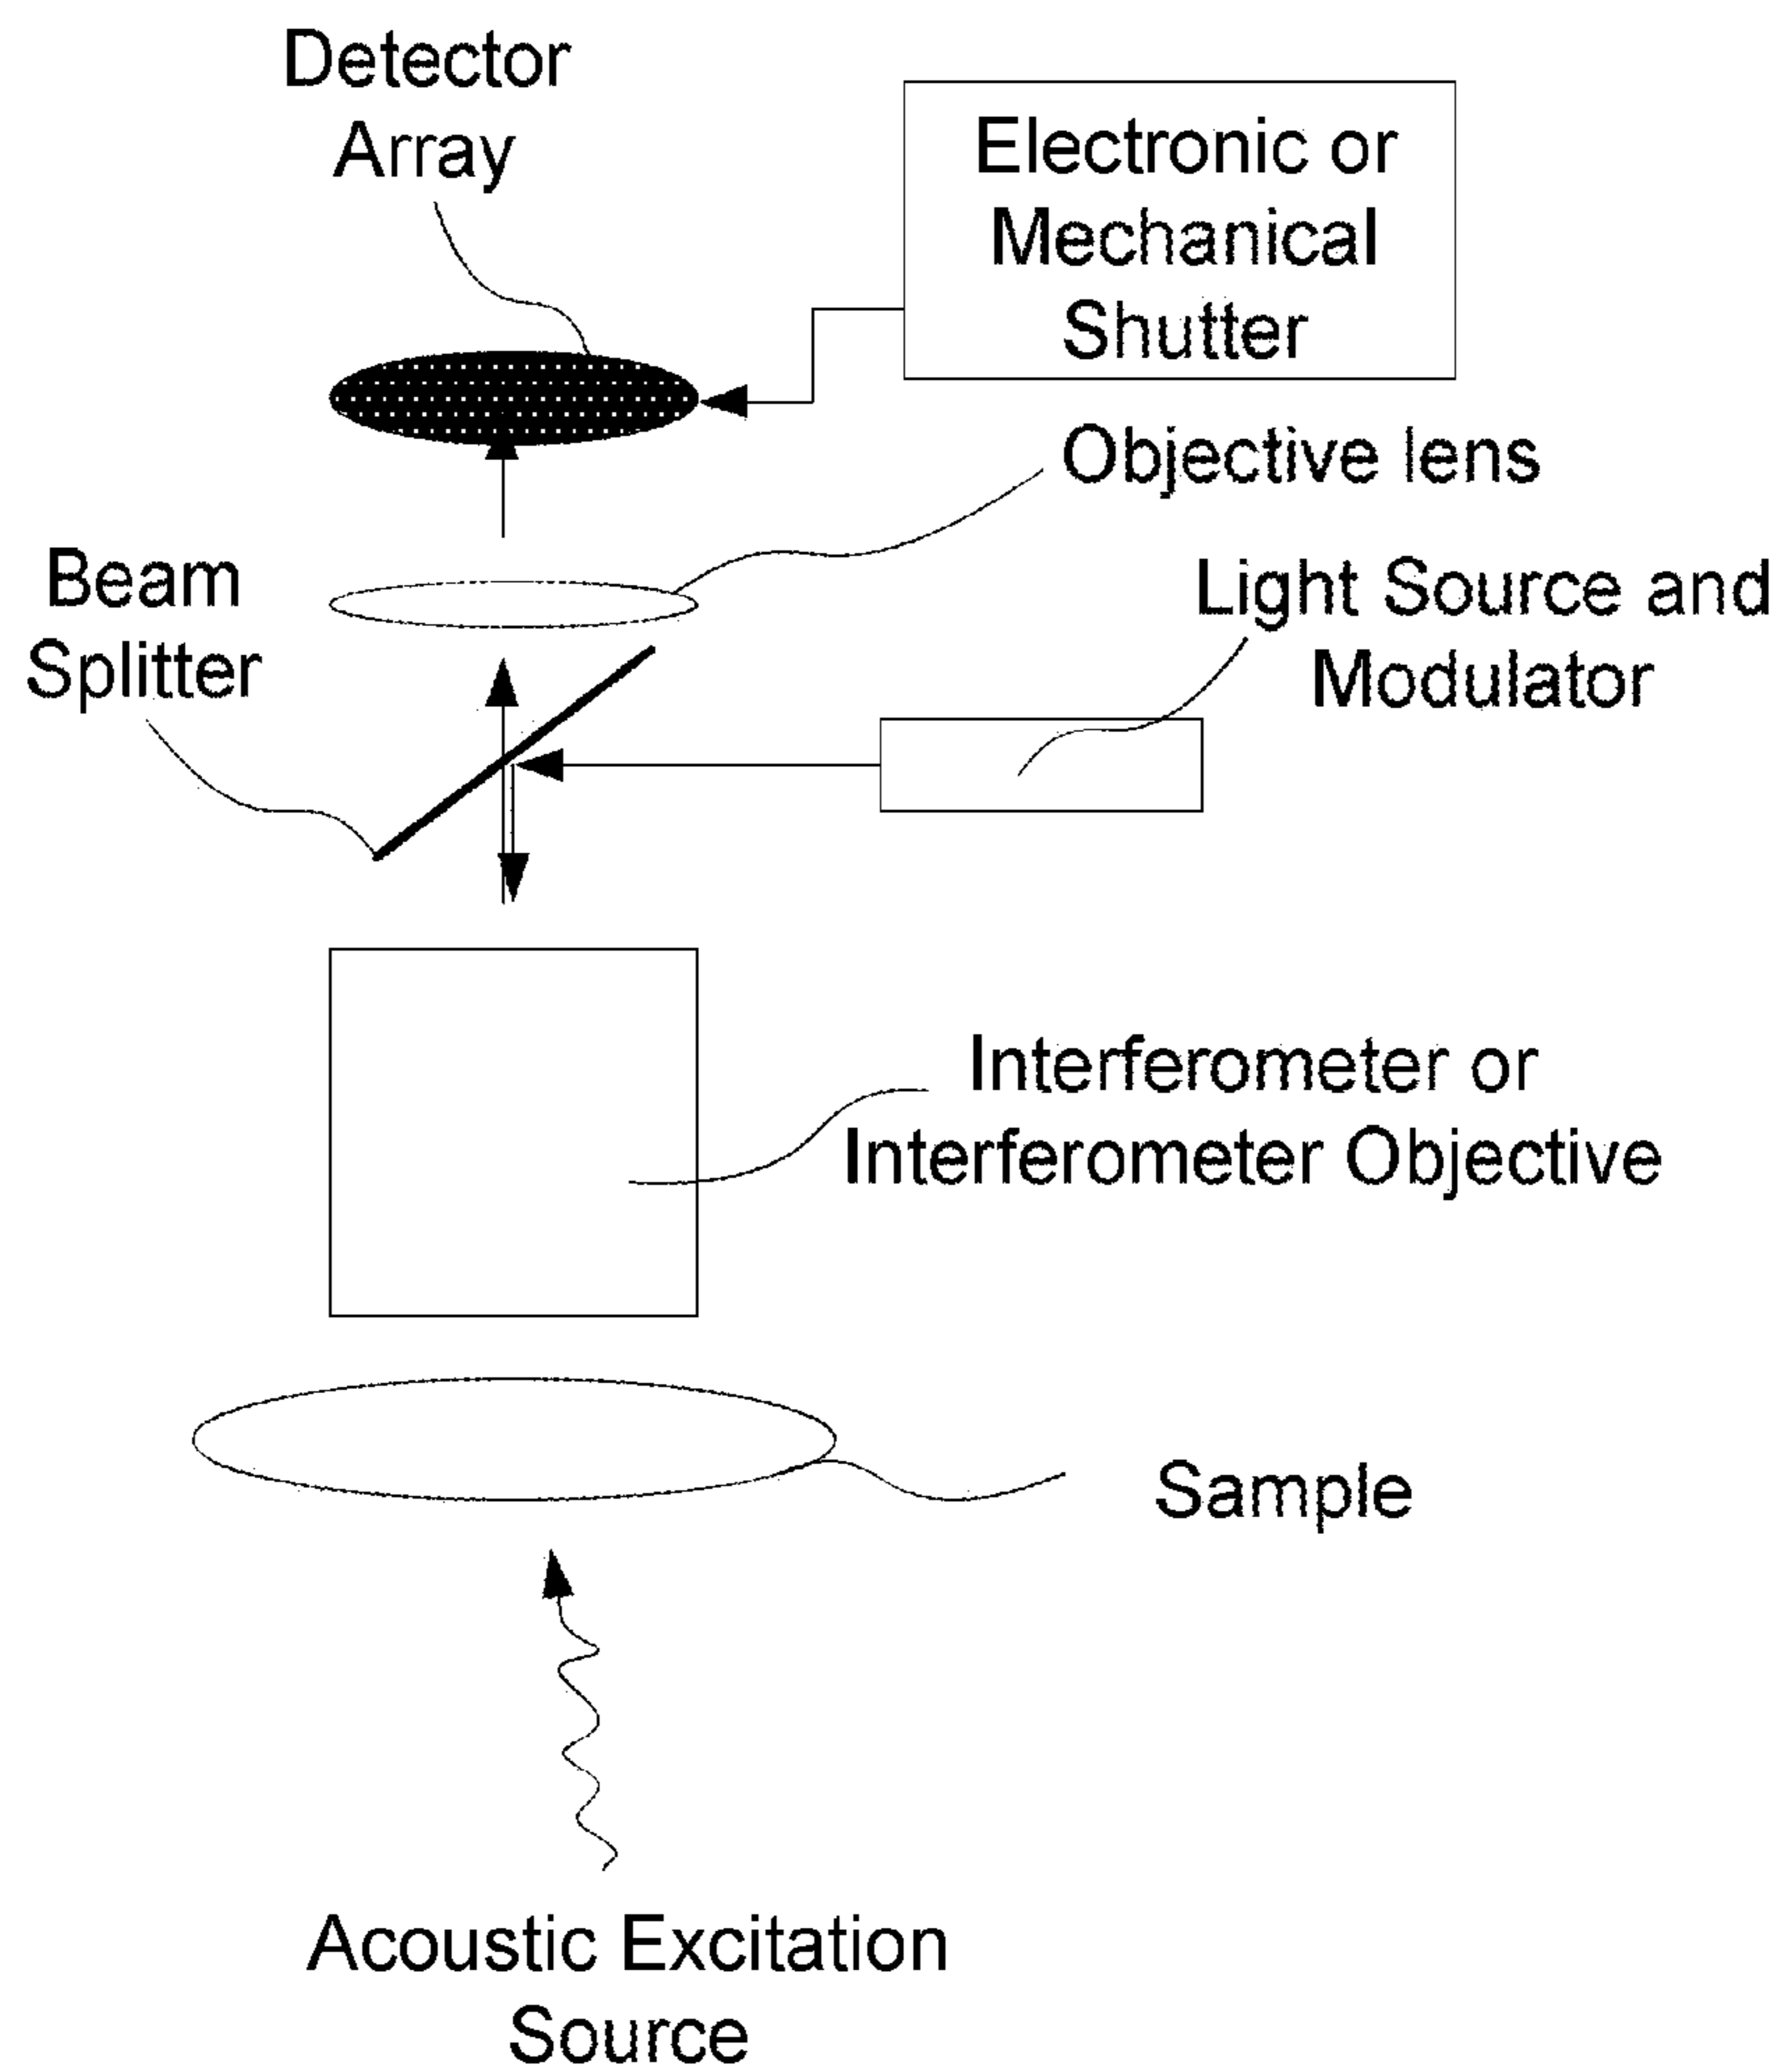 Detector
Array
Electronic or
Mechanical
Shutter
Objective lens
Beam
Splitter
Light Source and
Modulator
Interferometer or
Interferometer Objective
Sample
Acoustic Excitation
Source